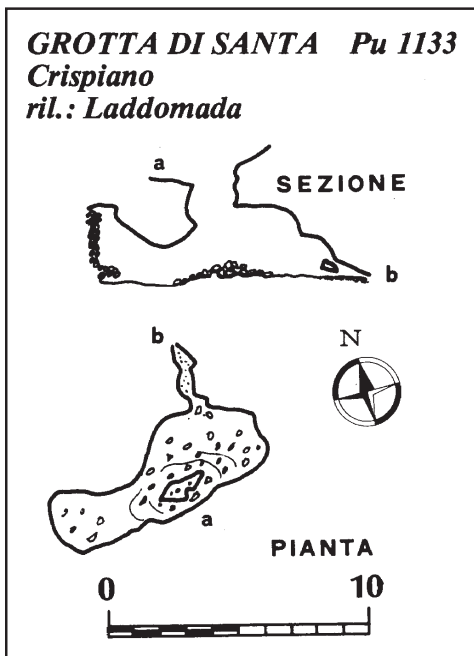 GROTTA DI SANTA Pu 1133
Crispiano
ril.: Laddomada
a
SEZIONE
b
b
N
a
PIANTA
0 10